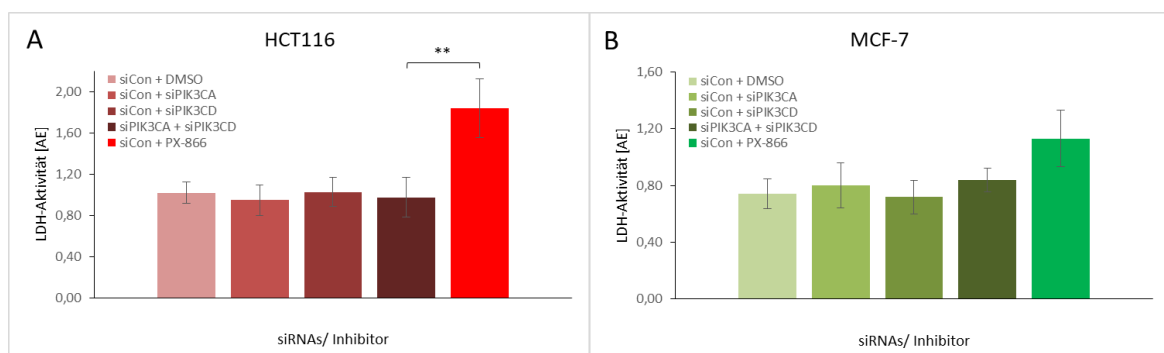 A
HCT116
**
LDH-Aktivität [AE]
2,00
1,60
1,20
0,80
0,40
0,00
siCon + DMSO
siCon + siPIK3CA
siCon + siPIK3CD
siPIK3CA + siPIK3CD
siCon + PX-866
siRNAs/ Inhibitor
B
MCF-7
LDH-Aktivität [AE]
1,60
1,20
0,80
0,40
0,00
siCon + DMSO
siCon + siPIK3CA
siCon + siPIK3CD
siPIK3CA + siPIK3CD
siCon + PX-866
siRNAs/ Inhibitor